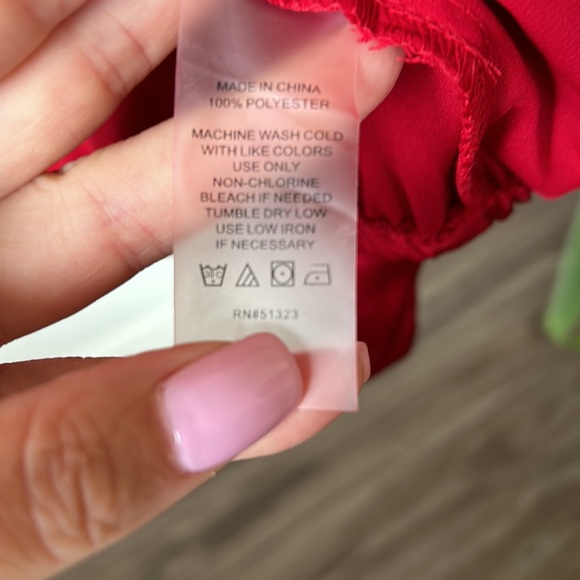 MADE IN CHINA
100% POLYESTER
MACHINE WASH COLD
WITH LIKE COLORS
USE ONLY
NON-CHLORINE
BLEACH IF NEEDED
TUMBLE DRY LOW
USE LOW IRON
IF NECESSARY
RN#51323